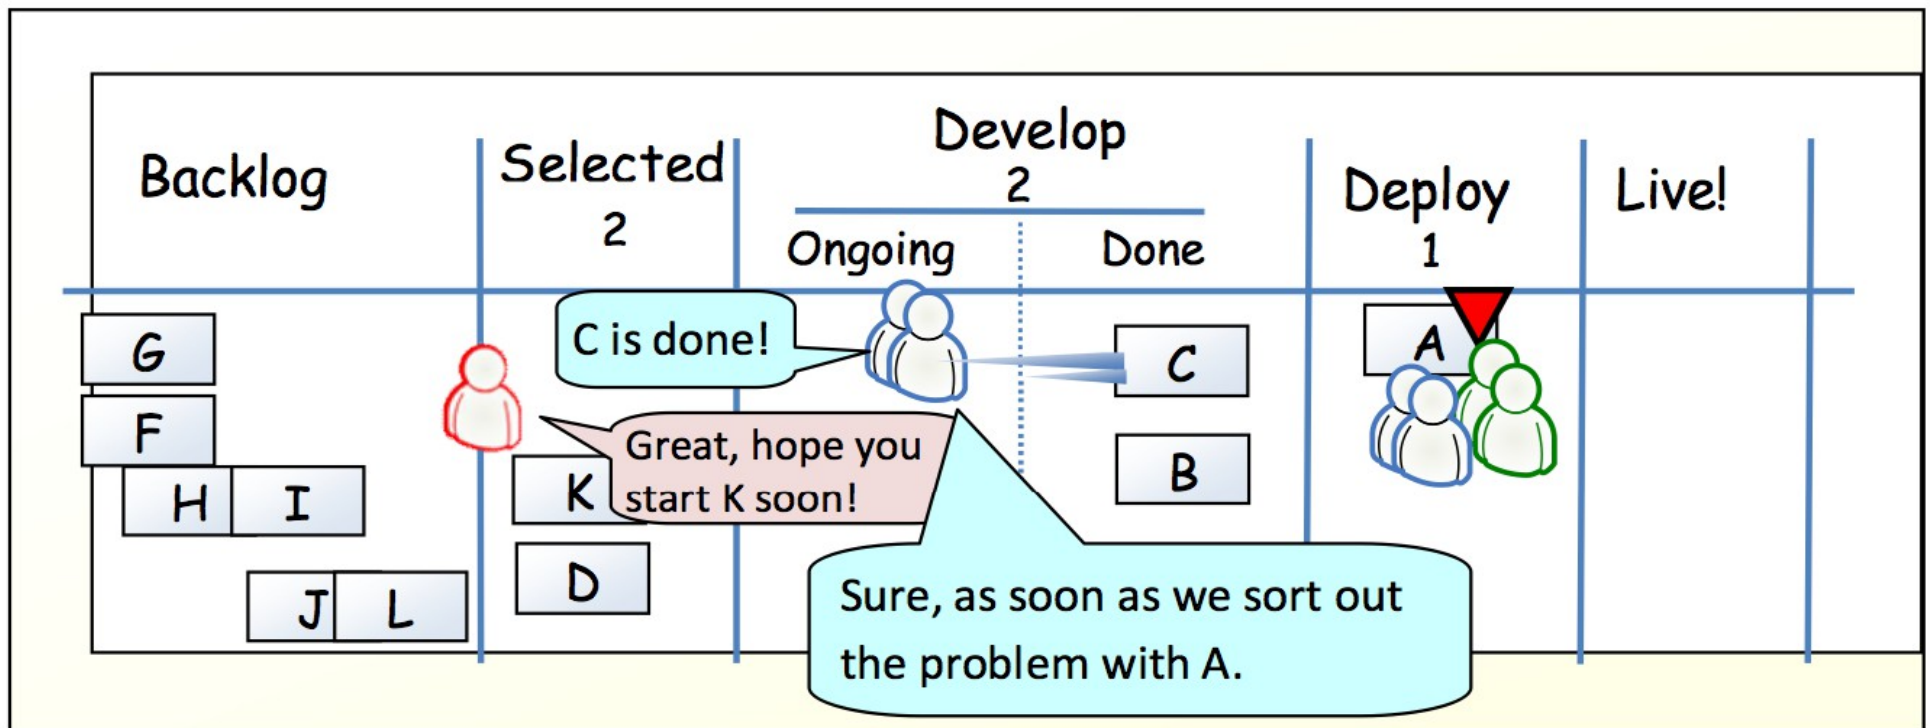 Backlog
Selected
2
Develop
2
Ongoing
Done
Deploy
1
Live!
G
F
H
I
J
L
C is done!
Great, hope you
start K soon!
K
D
C
B
A
Sure, as soon as we sort out
the problem with A.